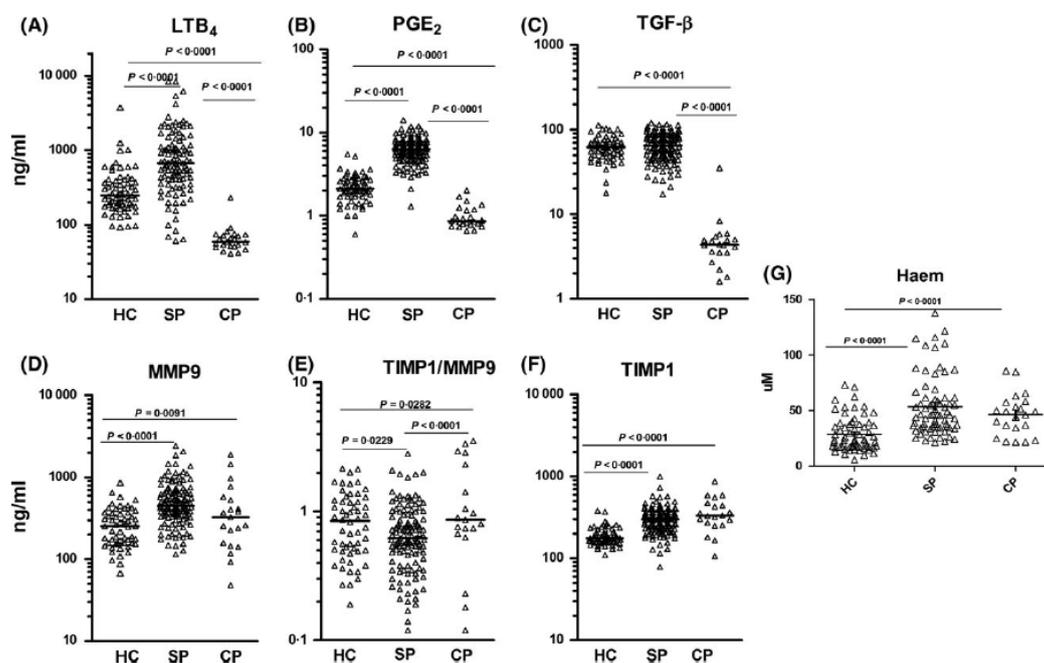 (A) LTB4
P < 0·0001
P < 0·0001
P < 0·0001
10 000
1000
100
10
ng/ml
HC SP CP
(B) PGE2
P < 0·0001
P < 0·0001
P < 0·0001
100
10
1
0·1
HC SP CP
(C) TGF-β
P < 0·0001
P < 0·0001
1000
100
10
1
HC SP CP
(D) MMP9
P = 0·0091
P < 0·0001
10 000
1000
100
10
ng/ml
HC SP CP
(E) TIMP1/MMP9
P = 0·0282
P = 0·0229
P < 0·0001
10
1
0·1
HC SP CP
(F) TIMP1
P < 0·0001
P < 0·0001
10 000
1000
100
10
HC SP CP
(G) Haem
P < 0·0001
P < 0·0001
150
100
50
0
uM
HC SP CP